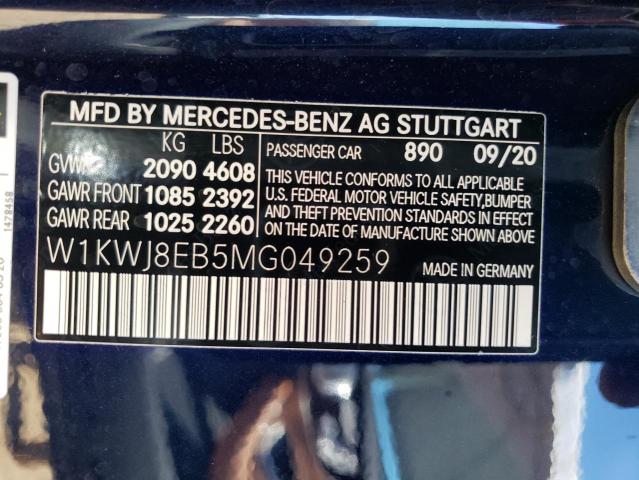 MFD BY MERCEDES-BENZ AG STUTTGART
KG LBS
GVWR 2090 4608
GAWR FRONT 1085 2392
GAWR REAR 1025 2260
PASSENGER CAR 890 09/20
THIS VEHICLE CONFORMS TO ALL APPLICABLE
U.S. FEDERAL MOTOR VEHICLE SAFETY,BUMPER
AND THEFT PREVENTION STANDARDS IN EFFECT
ON THE DATE OF MANUFACTURE SHOWN ABOVE.
W1KWJ8EB5MG049259
MADE IN GERMANY
1478458